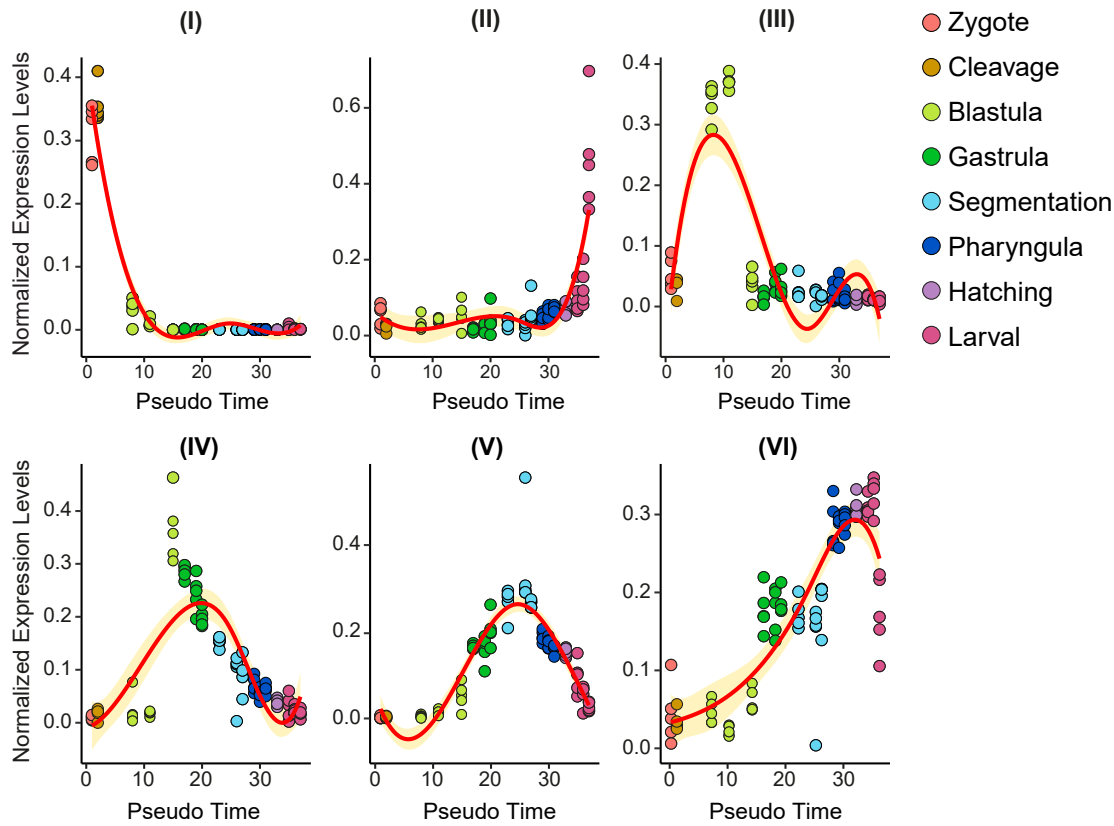 (I)
(II)
(III)
Normalized Expression Levels
0.4
0.3
0.2
0.1
0.0
0 10 20 30
Pseudo Time
0.6
0.4
0.2
0.0
0 10 20 30
Pseudo Time
0.4
0.3
0.2
0.1
0.0
0 10 20 30
Pseudo Time
Zygote
Cleavage
Blastula
Gastrula
Segmentation
Pharyngula
Hatching
Larval
(IV)
(V)
(VI)
Normalized Expression Levels
0.4
0.3
0.2
0.1
0.0
0 10 20 30
Pseudo Time
0.4
0.2
0.0
0 10 20 30
Pseudo Time
0.3
0.2
0.1
0.0
0 10 20 30
Pseudo Time